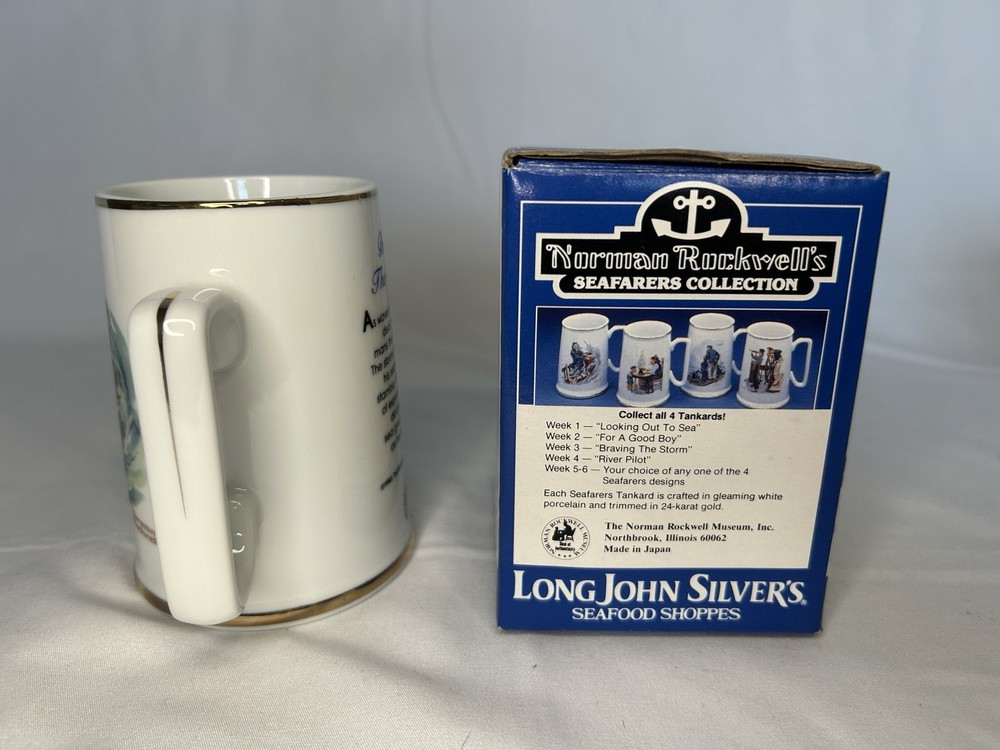 Norman Rockwell's
SEAFARERS COLLECTION
Collect all 4 Tankards!
Week 1 — "Looking Out To Sea"
Week 2 — "For A Good Boy"
Week 3 — "Braving The Storm"
Week 4 — "River Pilot"
Week 5-6 — Your choice of any one of the 4
Seafarers designs
Each Seafarers Tankard is crafted in gleaming white
porcelain and trimmed in 24-karat gold.
The Norman Rockwell Museum, Inc.
Northbrook, Illinois 60062
Made in Japan
LONG JOHN SILVER'S®
SEAFOOD SHOPPES